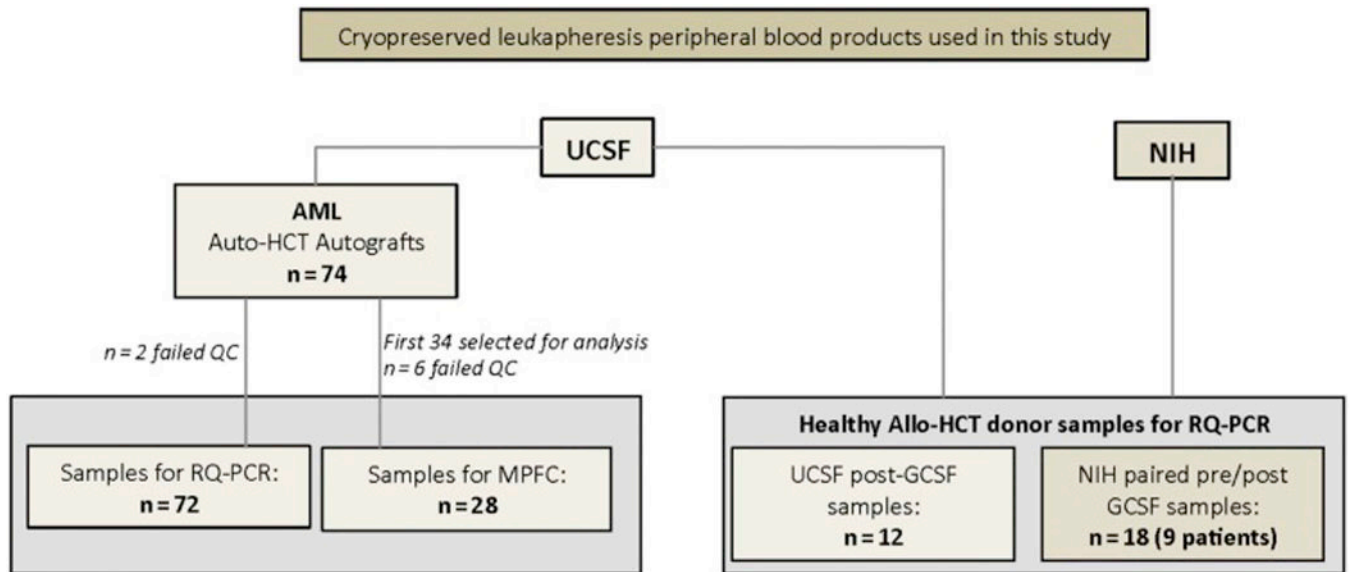 Cryopreserved leukapheresis peripheral blood products used in this study
UCSF
NIH
AML
Auto-HCT Autografts
n = 74
n = 2 failed QC
First 34 selected for analysis
n = 6 failed QC
Samples for RQ-PCR:
n = 72
Samples for MPFC:
n = 28
Healthy Allo-HCT donor samples for RQ-PCR
UCSF post-GCSF
samples:
n = 12
NIH paired pre/post
GCSF samples:
n = 18 (9 patients)